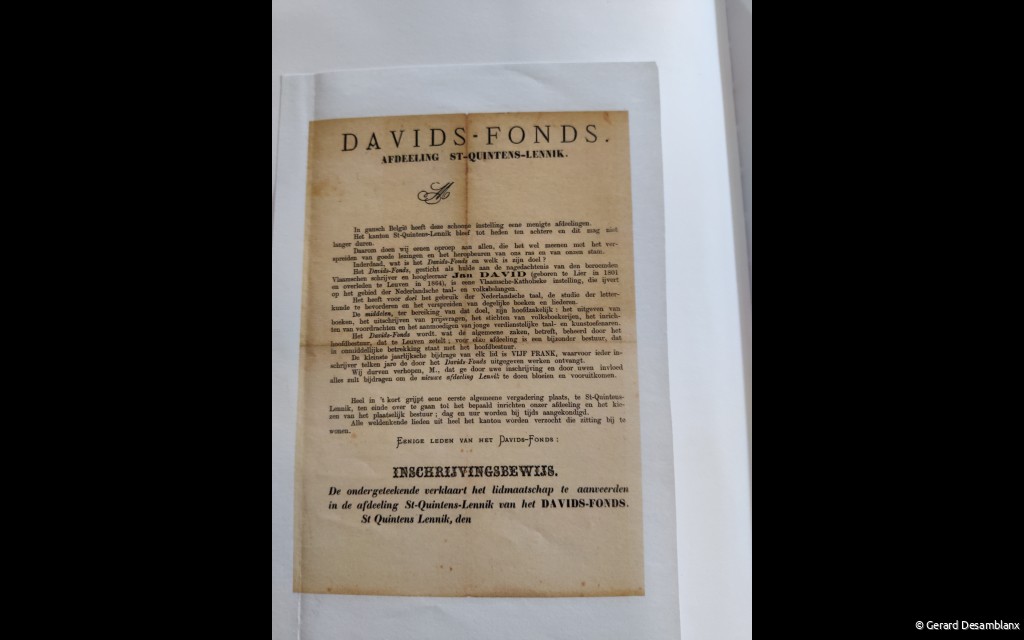 DAVIDS-FONDS.
AFDEELING ST-QUINTENS-LENNIK.
M
In gansch België heeft deze schoone instelling eene menigte afdeelingen.
Het kanton St-Quintens-Lennik bleef tot heden ten achtere en dit mag niet
langer duren.
Daarom doen wij eenen oproep aan allen, die het wel meenen met het ver-
spreiden van goede lezingen en het heropbeuren van ons ras en van onzen stam.
Inderdaad, wat is het Davids-Fonds en welk is zijn doel?
Het Davids-Fonds, gesticht als hulde aan de nagedachtenis van den beroemden
Vlaamschen schrijver en hoogleeraar Jan DAVID (geboren te Lier in 1801
en overleden te Leuven in 1864), is eene Vlaamsche-Katholieke instelling, die ijvert
op het gebied der Nederlandsche taal- en volksbelangen.
Het heeft voor doel het gebruik der Nederlandsche taal, de studie der letter-
kunde te bevorderen en het verspreiden van degelijke boeken en liederen.
De middelen, ter bereiking van dat doel, zijn hoofdzakelijk: het uitgeven van
boeken, het uitschrijven van prijsvragen, het stichten van volksboekerijen, het inrich-
ten van voordrachten en het aanmoedigen van jonge verdienstelijke taal- en kunstoefenaren.
Het Davids-Fonds wordt, wat de algemeene zaken, betreft, beheerd door het
hoofdbestuur, dat te Leuven zetelt; voor elke afdeeling is een bijzonder bestuur, dat
in onmiddellijke betrekking staat met het hoofdbestuur.
De kleinste jaarlijksche bijdrage van elk lid is VIJF FRANK, waarvoor ieder in-
schrijver telken jare de door het Davids-Fonds uitgegeven werken ontvangt.
Wij durven verhopen, M., dat ge door uwe inschrijving en door uwen invloed
alles zult bijdragen om de nieuwe afdeeling Lennik te doen bloeien en vooruitkomen.
Heel in 't kort grijpt eene eerste algemeene vergadering plaats, te St-Quintens-
Lennik, ten einde over te gaan tot het bepaald inrichten onzer afdeeling en het kie-
zen van het plaatselijk bestuur; dag en uur worden bij tijds aangekondigd.
Alle weldenkende lieden uit heel het kanton worden verzocht die zitting bij te
wonen.
EENIGE LEDEN VAN HET DAVIDS-FONDS:
INSCHRIJVINGSBEWIJS.
De ondergeteekende verklaart het lidmaatschap te aanveerden
in de afdeeling St-Quintens-Lennik van het DAVIDS-FONDS.
St Quintens Lennik, den
© Gerard Desamblanx